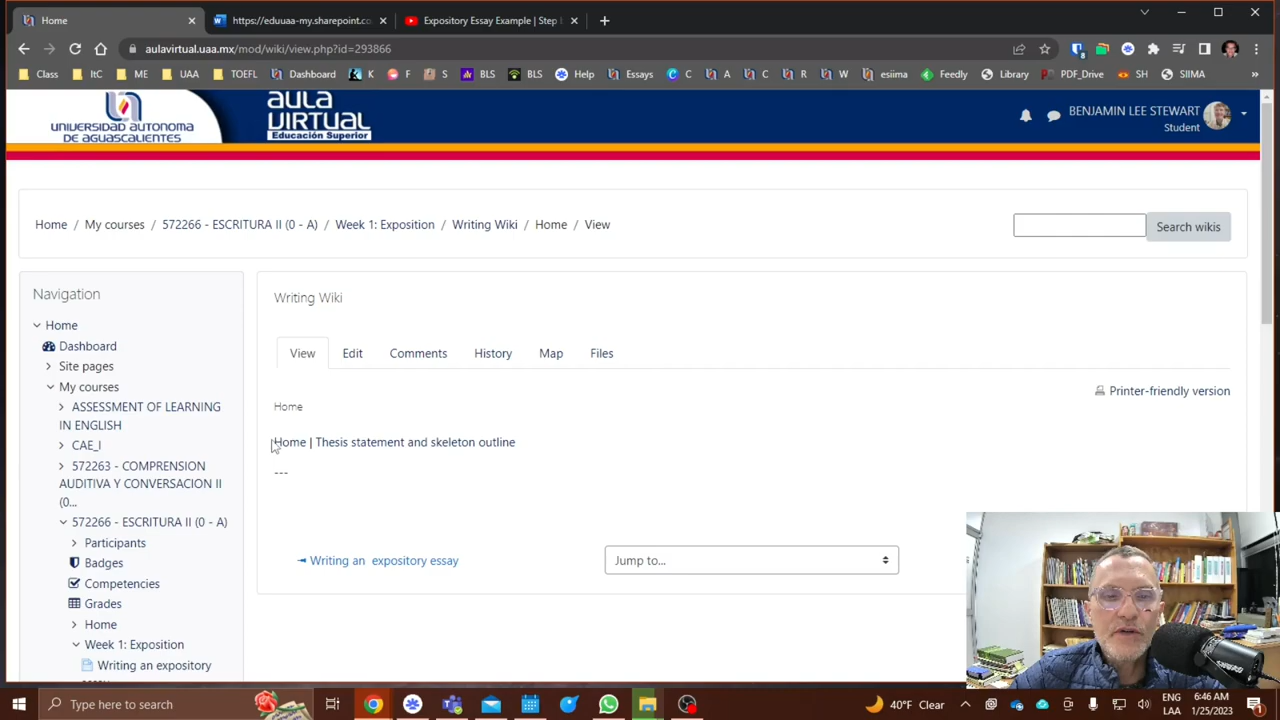 Home
https://eduuaa-my.sharepoint.co
Expository Essay Example | Step
aulavirtual.uaa.mx/mod/wiki/view.php?id=293866
Class ItC ME UAA TOEFL Dashboard K F S BLS BLS Help Essays C A C R W esiima Feedly Library PDF_Drive SH SIIMA
UNIVERSIDAD AUTONOMA
DE AGUASCALIENTES
AULA
VIRTUAL
Educación Superior
BENJAMIN LEE STEWART
Student
Home / My courses / 572266 - ESCRITURA II (0 - A) / Week 1: Exposition / Writing Wiki / Home / View
Search wikis
Navigation
Home
Dashboard
Site pages
My courses
ASSESSMENT OF LEARNING
IN ENGLISH
CAE_I
572263 - COMPRENSION
AUDITIVA Y CONVERSACION II
(0...
572266 - ESCRITURA II (0 - A)
Participants
Badges
Competencies
Grades
Home
Week 1: Exposition
Writing an expository
Writing Wiki
View Edit Comments History Map Files
Printer-friendly version
Home
Home | Thesis statement and skeleton outline
---
◄ Writing an expository essay
Jump to...
Type here to search
40°F Clear
ENG
LAA
6:46 AM
1/25/2023